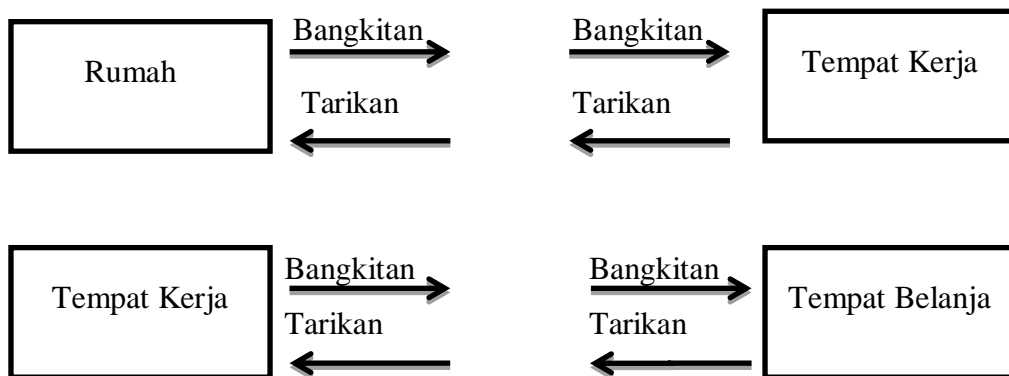 Bangkitan
Bangkitan
Rumah
Tempat Kerja
Tarikan
Tarikan
Bangkitan
Bangkitan
Tempat Kerja
Tempat Belanja
Tarikan
Tarikan